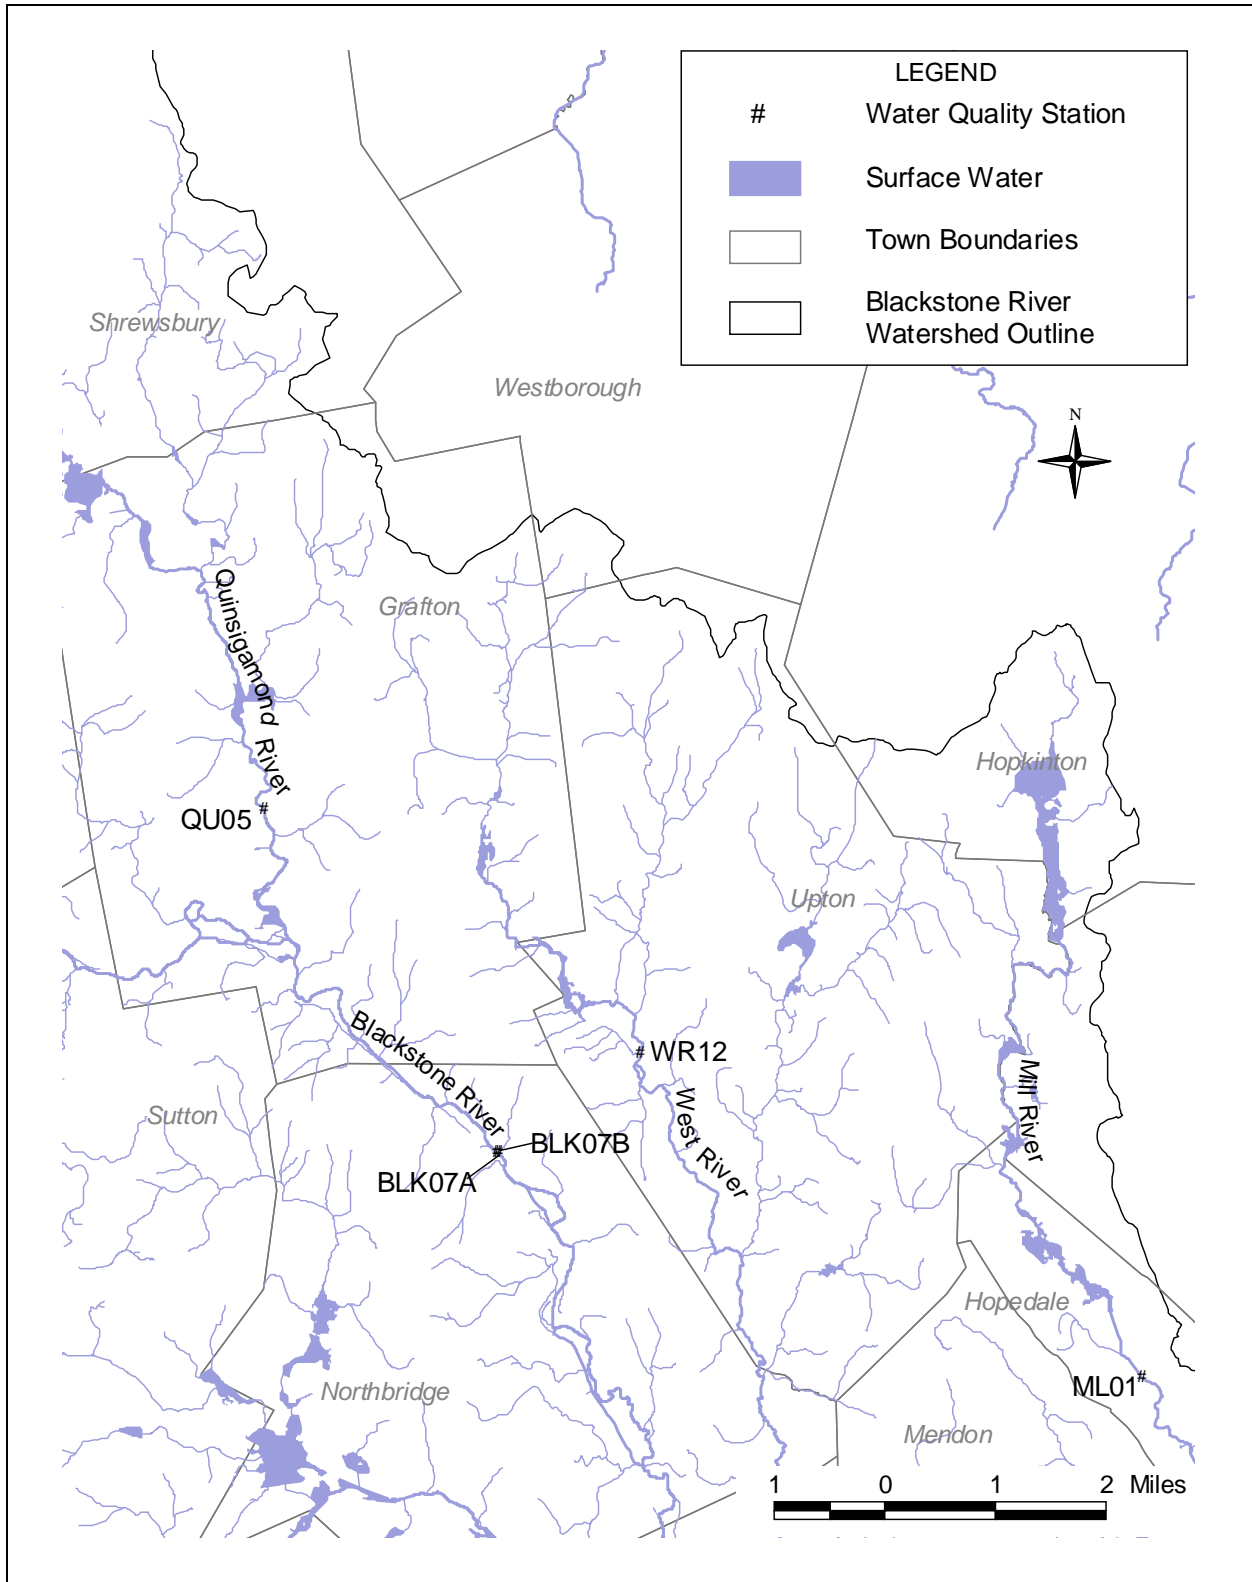 LEGEND
# Water Quality Station
Surface Water
Town Boundaries
Blackstone River
Watershed Outline
N
Shrewsbury
Westborough
Quinsigamond River
Grafton
Hopkinton
# 
QU05
Upton
Blackstone River
# WR12
Mill River
West River
Sutton
# BLK07B
BLK07A
Hopedale
Northbridge
ML01 #
Mendon
1 0 1 2 Miles